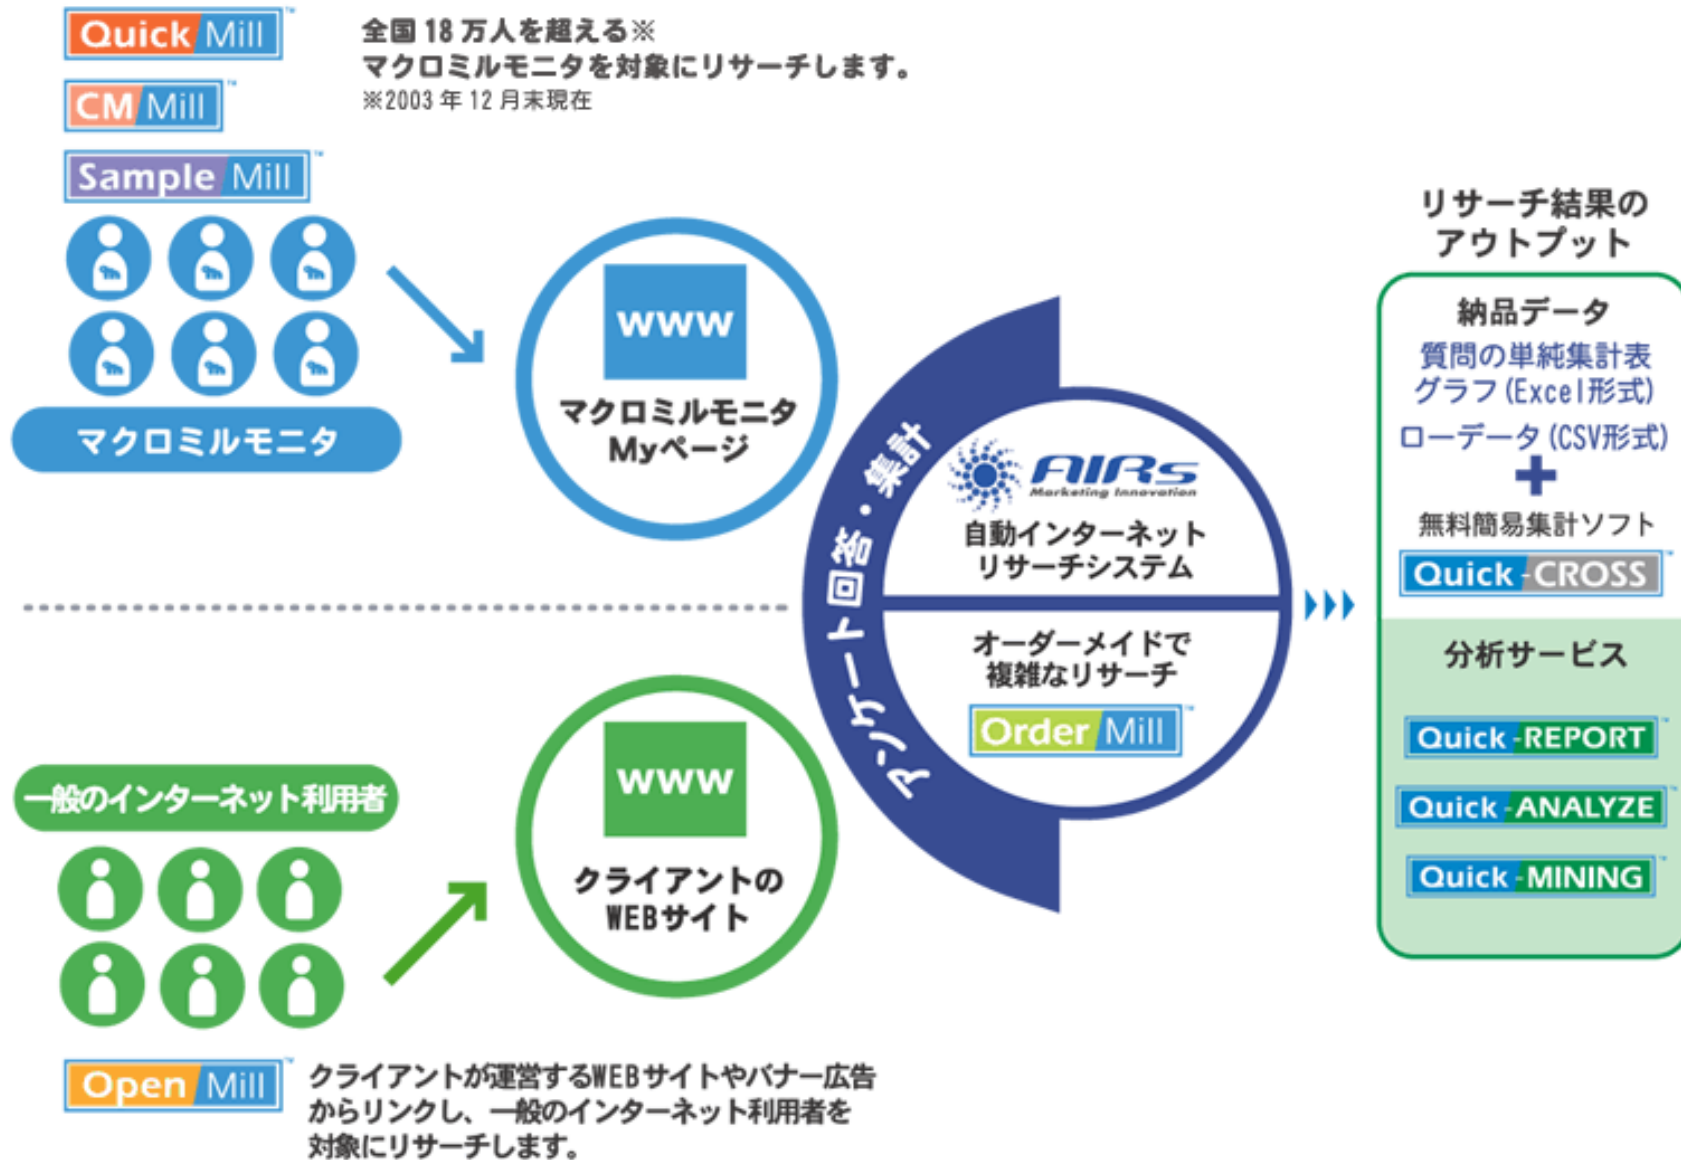 Quick Mill™
全国18万人を超える※
マクロミルモニタを対象にリサーチします。
※2003年12月末現在
CM Mill™
Sample Mill™
マクロミルモニタ
www
マクロミルモニタ
Myページ
一般のインターネット利用者
www
クライアントの
WEBサイト
Open Mill™
クライアントが運営するWEBサイトやバナー広告
からリンクし、一般のインターネット利用者を
対象にリサーチします。
アンケート回答・集計
AIRs
Marketing Innovation
自動インターネット
リサーチシステム
オーダーメイドで
複雑なリサーチ
Order Mill™
リサーチ結果の
アウトプット
納品データ
質問の単純集計表
グラフ(Excel形式)
ローデータ(CSV形式)
+
無料簡易集計ソフト
Quick-CROSS™
分析サービス
Quick-REPORT™
Quick-ANALYZE™
Quick-MINING™